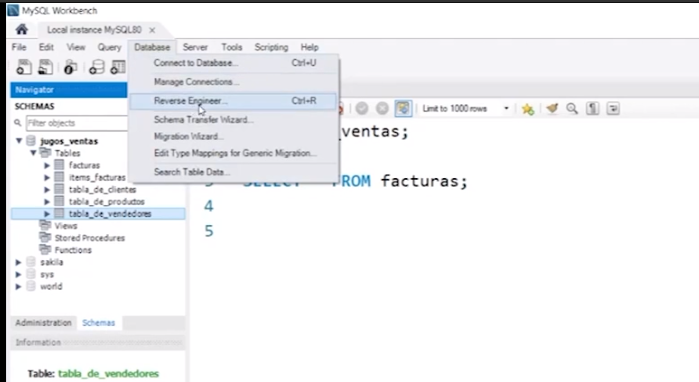 MySQL Workbench
Local instance MySQL80 ×
File Edit View Query Database Server Tools Scripting Help
Connect to Database... Ctrl+U
Manage Connections...
Reverse Engineer... Ctrl+R
Schema Transfer Wizard...
Migration Wizard...
Edit Type Mappings for Generic Migration...
Search Table Data...
Navigator
SCHEMAS
Filter objects
jugos_ventas
Tables
facturas
items_facturas
tabla_de_clientes
tabla_de_productos
tabla_de_vendedores
Views
Stored Procedures
Functions
sakila
sys
world
Administration Schemas
Information
Table: tabla_de_vendedores
Limit to 1000 rows
_ventas;
SELECT FROM facturas;
4
5